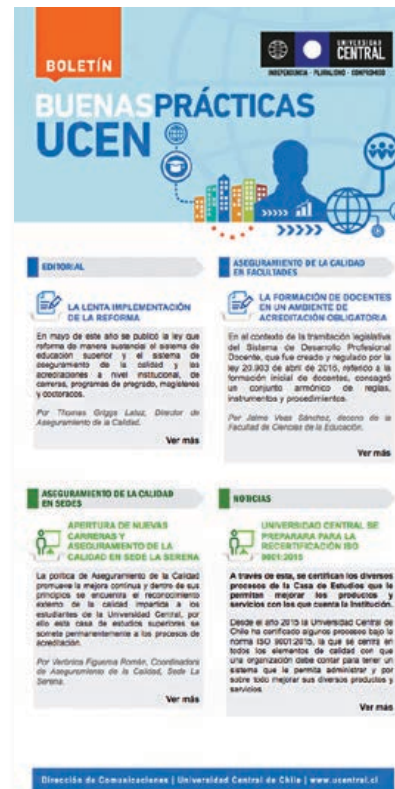 BOLETÍN
UNIVERSIDAD
CENTRAL
INDEPENDENCIA - PLURALISMO - COMPROMISO
BUENAS PRÁCTICAS
UCEN
EDITORIAL
LA LENTA IMPLEMENTACIÓN
DE LA REFORMA
En mayo de este año se publicó la ley que
reforma de manera sustancial el sistema de
educación superior y el sistema de
aseguramiento de la calidad y las
acreditaciones a nivel institucional, de
carreras, programas de pregrado, magísteres
y doctorados.
Por Thomas Griggs Latuz, Director de
Aseguramiento de la Calidad.
Ver más
ASEGURAMIENTO DE LA CALIDAD
EN FACULTADES
LA FORMACIÓN DE DOCENTES
EN UN AMBIENTE DE
ACREDITACIÓN OBLIGATORIA
En el contexto de la tramitación legislativa
del Sistema de Desarrollo Profesional
Docente, que fue creado y regulado por la
ley 20.903 de abril de 2016, referido a la
formación inicial de docentes, consagró
un conjunto armónico de reglas,
instrumentos y procedimientos.
Por Jaime Veas Sánchez, decano de la
Facultad de Ciencias de la Educación.
Ver más
ASEGURAMIENTO DE LA CALIDAD
EN SEDES
APERTURA DE NUEVAS
CARRERAS Y
ASEGURAMIENTO DE LA
CALIDAD EN SEDE LA SERENA
La política de Aseguramiento de la Calidad
promueve la mejora continua y dentro de sus
principios se encuentra el reconocimiento
externo de la calidad impartida a los
estudiantes de la Universidad Central, por
ello esta casa de estudios superiores se
somete permanentemente a los procesos de
acreditación.
Por Verónica Figueroa Román, Coordinadora
de Aseguramiento de la Calidad, Sede La
Serena.
Ver más
NOTICIAS
UNIVERSIDAD CENTRAL SE
PREPARARA PARA LA
RECERTIFICACIÓN ISO
9001:2015
A través de esta, se certifican los diversos
procesos de la Casa de Estudios que le
permiten mejorar los productos y
servicios con los que cuenta la Institución.
Desde el año 2015 la Universidad Central de
Chile ha certificado algunos procesos bajo la
norma ISO 9001:2015, la que se centra en
todos los elementos de calidad con que
una organización debe contar para tener un
sistema que le permita administrar y por
sobre todo mejorar sus diversos productos y
servicios.
Ver más
Dirección de Comunicaciones | Universidad Central de Chile | www.ucentral.cl